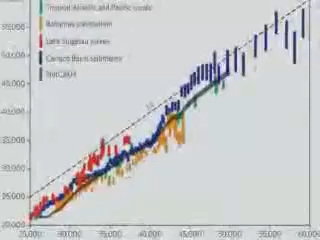 Tropical Atlantic and Pacific corals
Bahamas speleothem
Lake Suigetsu varves
Cariaco Basin sediments
IntCal04
1:1
55,000
50,000
45,000
40,000
35,000
30,000
25,000
20,000
25,000 30,000 35,000 40,000 45,000 50,000 55,000 60,000